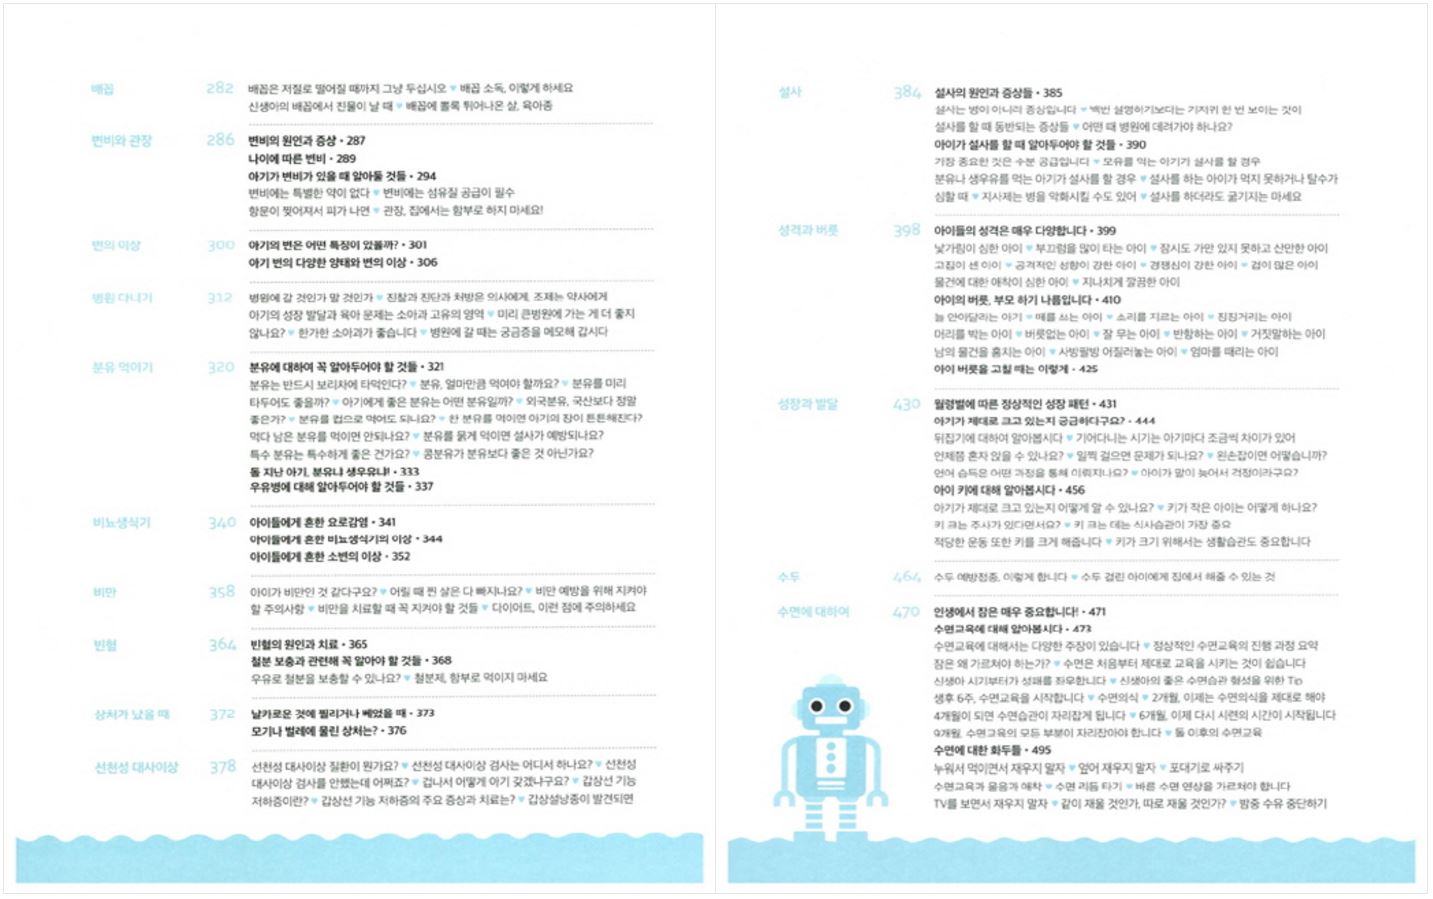 배꼽 282 배꼽은 저절로 떨어질 때까지 그냥 두십시오 ♥ 배꼽 소독, 이렇게 하세요
신생아의 배꼽에서 진물이 날 때 ♥ 배꼽에 볼록 튀어나온 살, 육아종
변비와 관장 286 변비의 원인과 증상 • 287
나이에 따른 변비 • 289
아기가 변비가 있을 때 알아둘 것들 • 294
변비에는 특별한 약이 없다 ♥ 변비에는 섬유질 공급이 필수
항문이 찢어져서 피가 나면 ♥ 관장, 집에서는 함부로 하지 마세요!
변의 이상 300 아기의 변은 어떤 특징이 있을까? • 301
아기 변의 다양한 양태와 변의 이상 • 306
병원 다니기 312 병원에 갈 것인가 말 것인가 ♥ 진찰과 진단과 처방은 의사에게, 조제는 약사에게
아기의 성장 발달과 육아 문제는 소아과 고유의 영역 ♥ 미리 큰병원에 가는 게 더 좋지
않나요? ♥ 한가한 소아과가 좋습니다 ♥ 병원에 갈 때는 궁금증을 메모해 갑시다
분유 먹이기 320 분유에 대하여 꼭 알아두어야 할 것들 • 321
분유는 반드시 보리차에 타먹인다? ♥ 분유, 얼마만큼 먹여야 할까요? ♥ 분유를 미리
타두어도 좋을까? ♥ 아기에게 좋은 분유는 어떤 분유일까? ♥ 외국분유, 국산보다 정말
좋은가? ♥ 분유를 컵으로 먹여도 되나요? ♥ 찬 분유를 먹이면 아기의 장이 튼튼해진다?
먹다 남은 분유를 먹이면 안되나요? ♥ 분유를 묽게 먹이면 설사가 예방되나요?
특수 분유는 특수하게 좋은 건가요? ♥ 콩분유가 분유보다 좋은 것 아닌가요?
돌 지난 아기, 분유냐 생우유냐! • 333
우유병에 대해 알아두어야 할 것들 • 337
비뇨생식기 340 아이들에게 흔한 요로감염 • 341
아이들에게 흔한 비뇨생식기의 이상 • 344
아이들에게 흔한 소변의 이상 • 352
비만 358 아이가 비만인 것 같다구요? ♥ 어릴 때 찐 살은 다 빠지나요? ♥ 비만 예방을 위해 지켜야
할 주의사항 ♥ 비만을 치료할 때 꼭 지켜야 할 것들 ♥ 다이어트, 이런 점에 주의하세요
빈혈 364 빈혈의 원인과 치료 • 365
철분 보충과 관련해 꼭 알아야 할 것들 • 368
우유로 철분을 보충할 수 있나요? ♥ 철분제, 함부로 먹이지 마세요
상처가 났을 때 372 날카로운 것에 찔리거나 베였을 때 • 373
모기나 벌레에 물린 상처는? • 376
선천성 대사이상 378 선천성 대사이상 질환이 뭔가요? ♥ 선천성 대사이상 검사는 어디서 하나요? ♥ 선천성
대사이상 검사를 안했는데 어쩌죠? ♥ 겁나서 어떻게 아기 갖겠냐구요? ♥ 갑상선 기능
저하증이란? ♥ 갑상선 기능 저하증의 주요 증상과 치료는? ♥ 갑상설낭종이 발견되면
설사 384 설사의 원인과 증상들 • 385
설사는 병이 아니라 증상입니다 ♥ 백번 설명하기보다는 기저귀 한 번 보이는 것이
설사를 할 때 동반되는 증상들 ♥ 어떤 때 병원에 데려가야 하나요?
아이가 설사를 할 때 알아두어야 할 것들 • 390
가장 중요한 것은 수분 공급입니다 ♥ 모유를 먹는 아기가 설사를 할 경우
분유나 생우유를 먹는 아기가 설사를 할 경우 ♥ 설사를 하는 아이가 먹지 못하거나 탈수가
심할 때 ♥ 지사제는 병을 악화시킬 수도 있어 ♥ 설사를 하더라도 굶기지는 마세요
성격과 버릇 398 아이들의 성격은 매우 다양합니다 • 399
낯가림이 심한 아이 ♥ 부끄럼을 많이 타는 아이 ♥ 잠시도 가만 있지 못하고 산만한 아이
고집이 센 아이 ♥ 공격적인 성향이 강한 아이 ♥ 경쟁심이 강한 아이 ♥ 겁이 많은 아이
물건에 대한 애착이 심한 아이 ♥ 지나치게 깔끔한 아이
아이의 버릇, 부모 하기 나름입니다 • 410
늘 안아달라는 아기 ♥ 떼를 쓰는 아이 ♥ 소리를 지르는 아이 ♥ 징징거리는 아이
머리를 박는 아이 ♥ 버릇없는 아이 ♥ 잘 무는 아이 ♥ 반항하는 아이 ♥ 거짓말하는 아이
남의 물건을 훔치는 아이 ♥ 사방팔방 어질러놓는 아이 ♥ 엄마를 때리는 아이
아이 버릇을 고칠 때는 이렇게 • 425
성장과 발달 430 월령별에 따른 정상적인 성장 패턴 • 431
아기가 제대로 크고 있는지 궁금하다구요? • 444
뒤집기에 대하여 알아봅시다 ♥ 기어다니는 시기는 아기마다 조금씩 차이가 있어
언제쯤 혼자 앉을 수 있나요? ♥ 일찍 걸으면 문제가 되나요? ♥ 왼손잡이면 어떻습니까?
언어 습득은 어떤 과정을 통해 이뤄지나요? ♥ 아이가 말이 늦어서 걱정이라구요?
아이 키에 대해 알아봅시다 • 456
아기가 제대로 크고 있는지 어떻게 알 수 있나요? ♥ 키가 작은 아이는 어떻게 하나요?
키 크는 주사가 있다면서요? ♥ 키 크는 데는 식사습관이 가장 중요
적당한 운동 또한 키를 크게 해줍니다 ♥ 키가 크기 위해서는 생활습관도 중요합니다
수두 464 수두 예방접종, 이렇게 합니다 ♥ 수두 걸린 아이에게 집에서 해줄 수 있는 것
수면에 대하여 470 인생에서 잠은 매우 중요합니다! • 471
수면교육에 대해 알아봅시다 • 473
수면교육에 대해서는 다양한 주장이 있습니다 ♥ 정상적인 수면교육의 진행 과정 요약
잠은 왜 가르쳐야 하는가? ♥ 수면은 처음부터 제대로 교육을 시키는 것이 쉽습니다
신생아 시기부터가 성패를 좌우합니다 ♥ 신생아의 좋은 수면습관 형성을 위한 Tip
생후 6주, 수면교육을 시작합니다 ♥ 수면의식 ♥ 2개월, 이제는 수면의식을 제대로 해야
4개월이 되면 수면습관이 자리잡게 됩니다 ♥ 6개월, 이제 다시 시련의 시간이 시작됩니다
9개월, 수면교육의 모든 부분이 자리잡아야 합니다 ♥ 돌 이후의 수면교육
수면에 대한 화두들 • 495
누워서 먹이면서 재우지 말자 ♥ 엎어 재우지 말자 ♥ 포대기로 싸주기
수면교육과 울음과 애착 ♥ 수면 리듬 타기 ♥ 바른 수면 연상을 가르쳐야 합니다
TV를 보면서 재우지 말자 ♥ 같이 재울 것인가, 따로 재울 것인가? ♥ 밤중 수유 중단하기